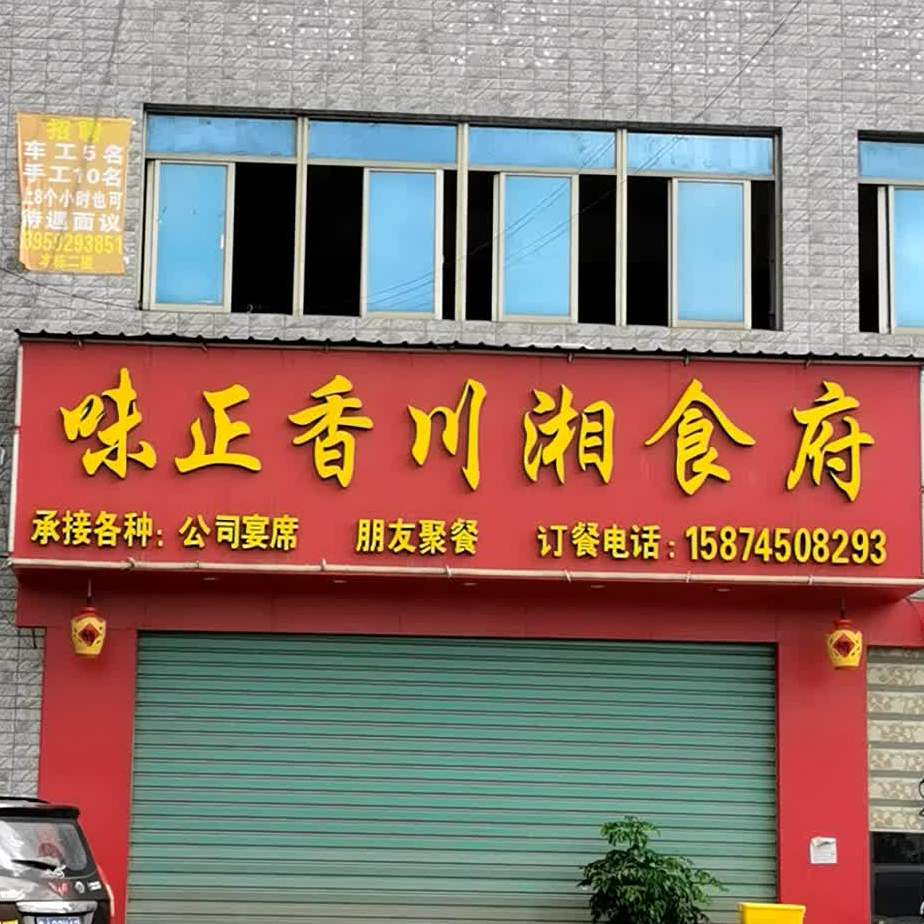 招聘
车工5名
手工10名
上8个小时也可
待遇面议
味正香川湘食府
承接各种：公司宴席 朋友聚餐 订餐电话：15874508293